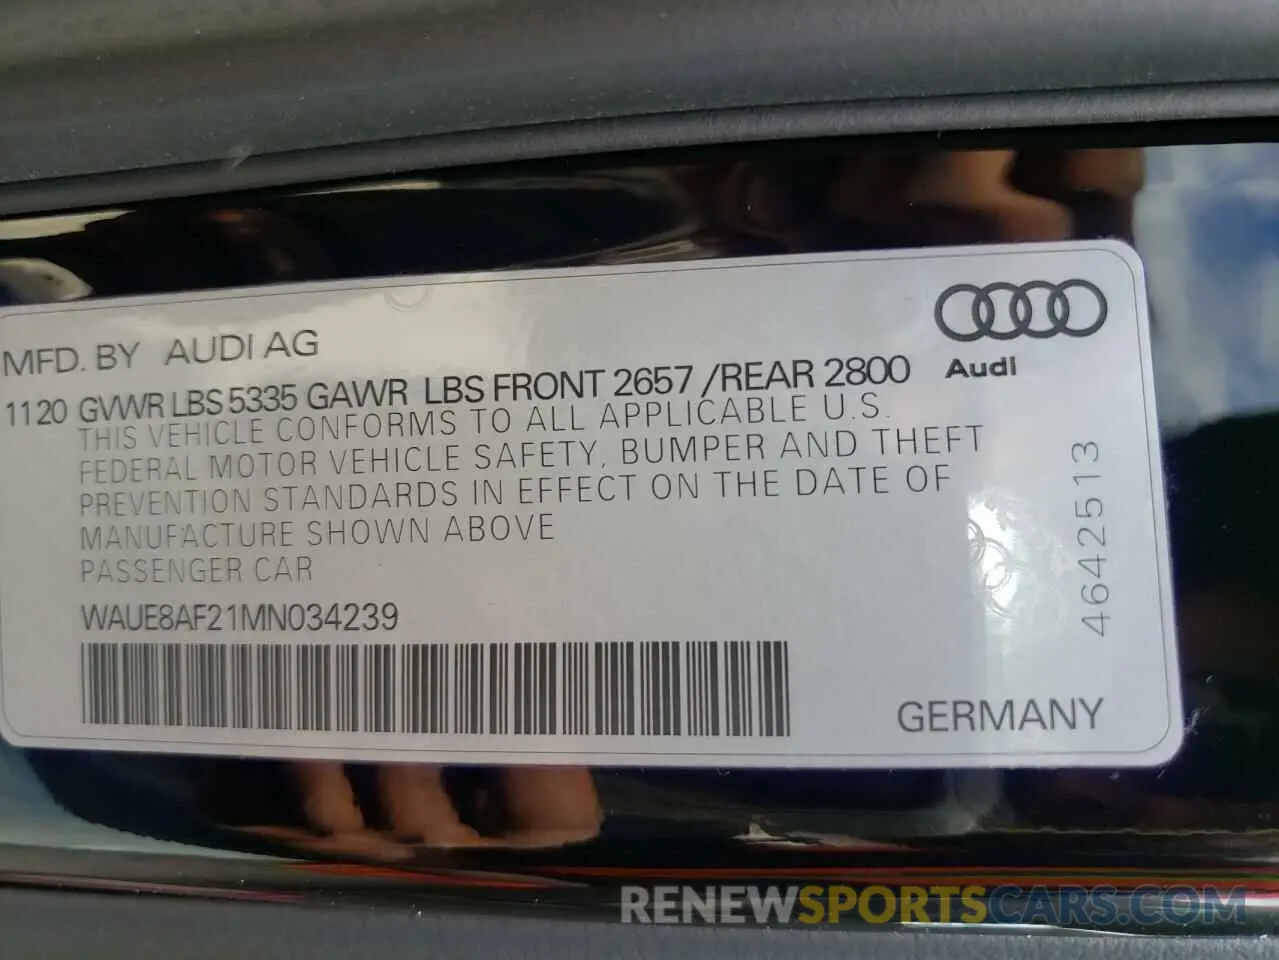 MFD. BY AUDI AG
Audi
1120 GVWR LBS 5335 GAWR LBS FRONT 2657 /REAR 2800
THIS VEHICLE CONFORMS TO ALL APPLICABLE U.S.
FEDERAL MOTOR VEHICLE SAFETY, BUMPER AND THEFT
PREVENTION STANDARDS IN EFFECT ON THE DATE OF
MANUFACTURE SHOWN ABOVE
PASSENGER CAR
WAUE8AF21MN034239
4642513
GERMANY
RENEWSPORTSCARS.COM